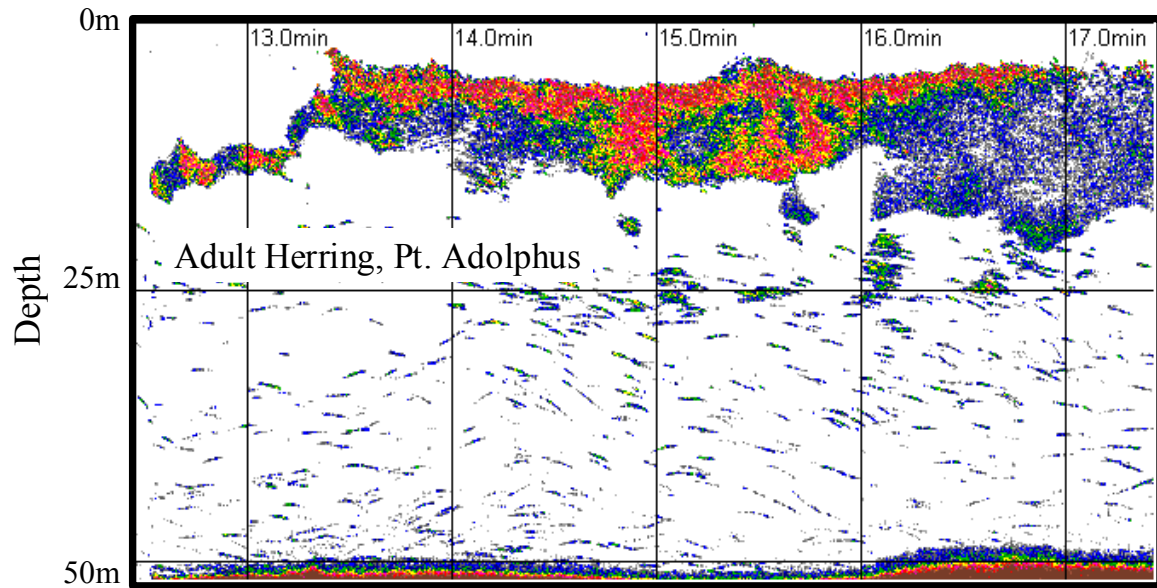 0m
13.0min 14.0min 15.0min 16.0min 17.0min
Adult Herring, Pt. Adolphus
25m
Depth
50m